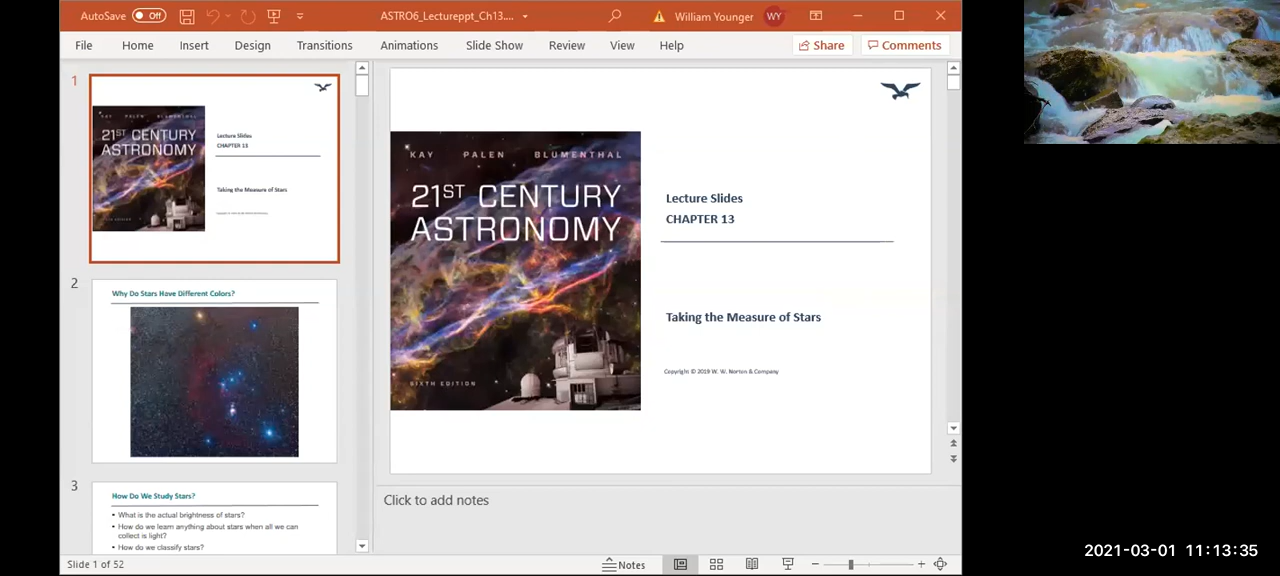 AutoSave Off
ASTRO6_Lectureppt_Ch13....
William Younger WY
File Home Insert Design Transitions Animations Slide Show Review View Help Share Comments
1
KAY PALEN BLUMENTHAL
21ST CENTURY
ASTRONOMY
Lecture Slides
CHAPTER 13
Taking the Measure of Stars
2
Why Do Stars Have Different Colors?
3
How Do We Study Stars?
• What is the actual brightness of stars?
• How do we learn anything about stars when all we can
collect is light?
• How do we classify stars?
KAY PALEN BLUMENTHAL
21ST CENTURY
ASTRONOMY
SIXTH EDITION
Lecture Slides
CHAPTER 13
Taking the Measure of Stars
Copyright © 2019 W. W. Norton & Company
Click to add notes
Slide 1 of 52
Notes
2021-03-01 11:13:35